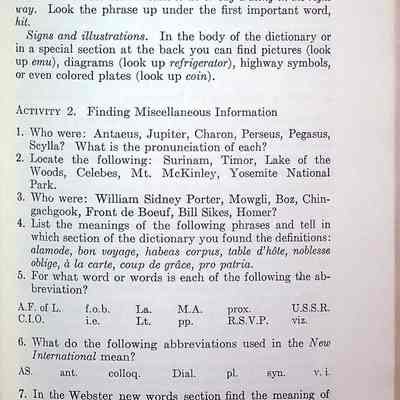 way. Look the phrase up under the first important word,
hit.
Signs and illustrations. In the body of the dictionary or
in a special section at the back you can find pictures (look
up emu), diagrams (look up refrigerator), highway symbols,
or even colored plates (look up coin).
ACTIVITY 2. Finding Miscellaneous Information
1. Who were: Antaeus, Jupiter, Charon, Perseus, Pegasus,
Scylla? What is the pronunciation of each?
2. Locate the following: Surinam, Timor, Lake of the
Woods, Celebes, Mt. McKinley, Yosemite National
Park.
3. Who were: William Sidney Porter, Mowgli, Boz, Chin-
gachgook, Front de Boeuf, Bill Sikes, Homer?
4. List the meanings of the following phrases and tell in
which section of the dictionary you found the definitions:
alamode, bon voyage, habeas corpus, table d'hôte, noblesse
oblige, à la carte, coup de grâce, pro patria.
5. For what word or words is each of the following the ab-
breviation?
A.F. of L. f.o.b. La. M.A. prox. U.S.S.R.
C.I.O. i.e. Lt. pp. R.S.V.P. viz.
6. What do the following abbreviations used in the New
International mean?
AS. ant. colloq. Dial. pl. syn. v. i.
7. In the Webster new words section find the meaning of